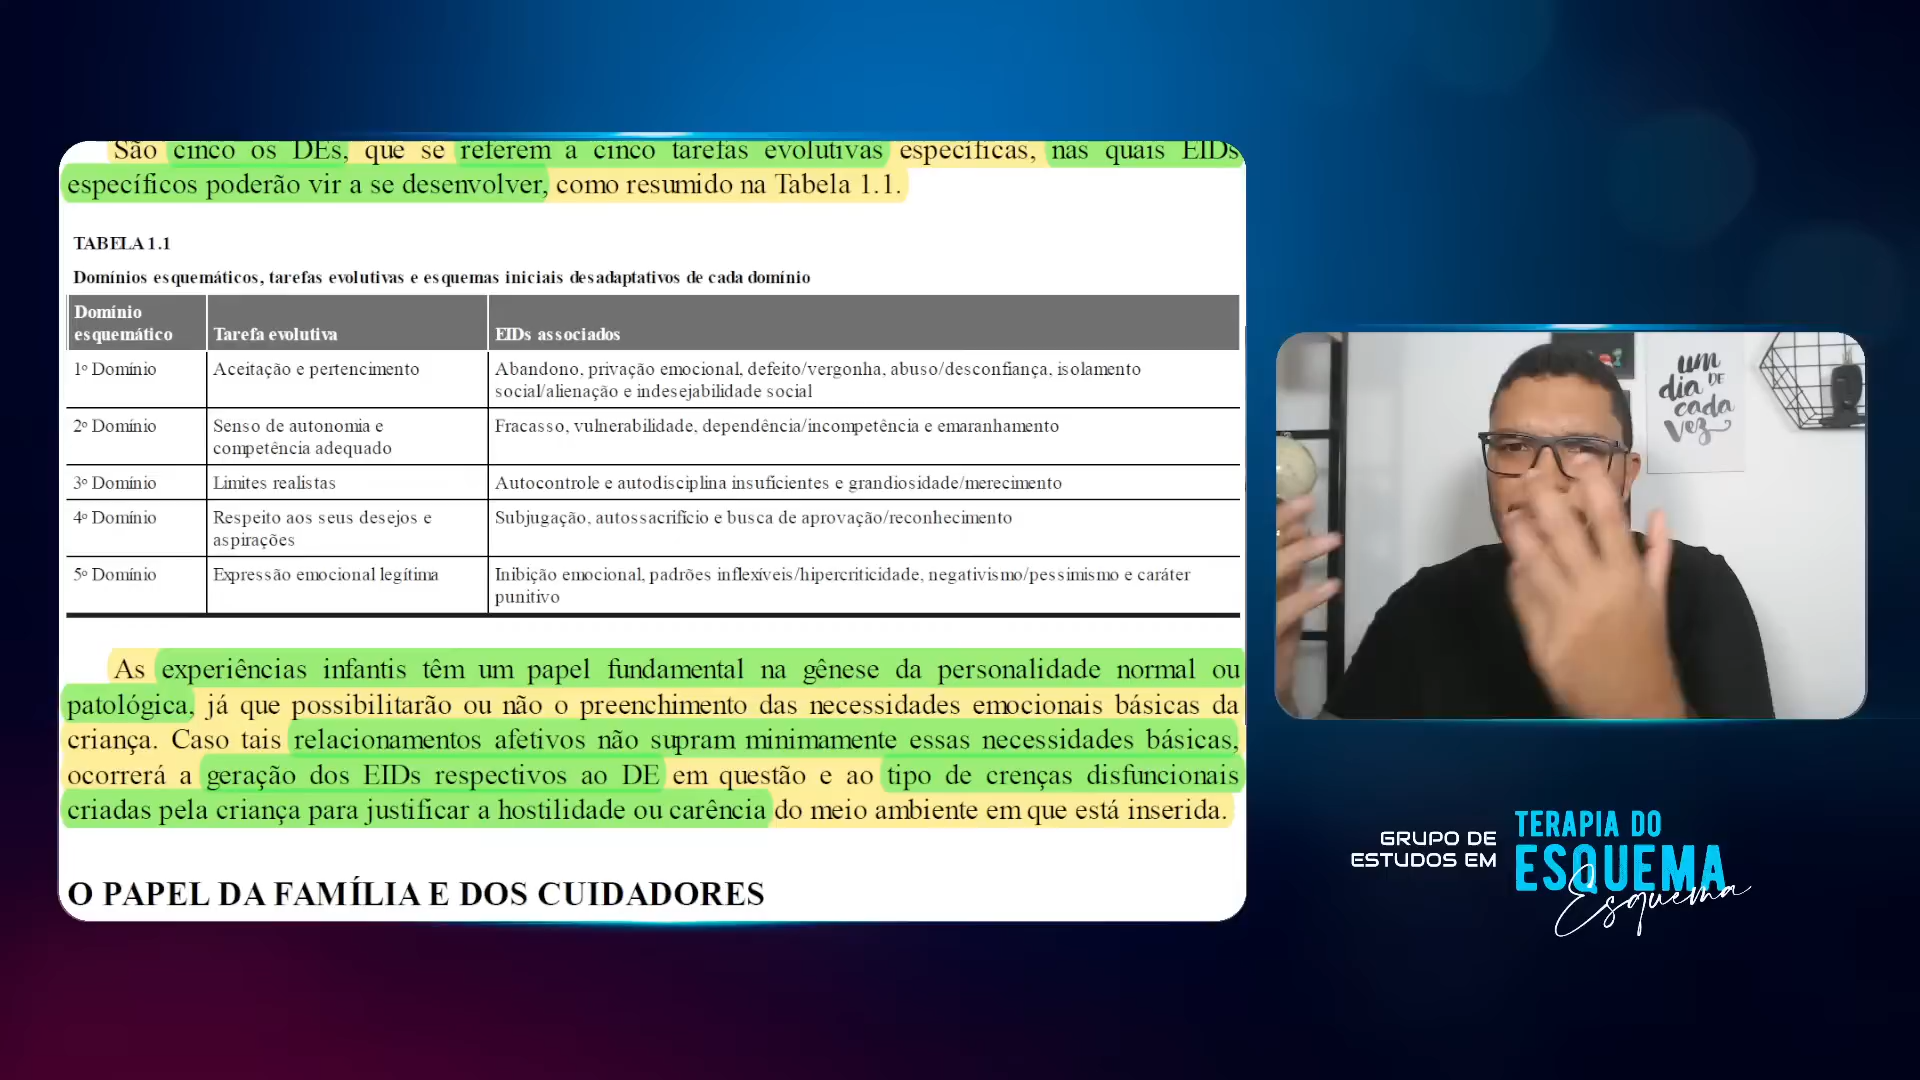 São cinco os DEs, que se referem a cinco tarefas evolutivas específicas, nas quais EIDs
específicos poderão vir a se desenvolver, como resumido na Tabela 1.1.
TABELA 1.1
Domínios esquemáticos, tarefas evolutivas e esquemas iniciais desadaptativos de cada domínio
Domínio
esquemático
Tarefa evolutiva
EIDs associados
1º Domínio
Aceitação e pertencimento
Abandono, privação emocional, defeito/vergonha, abuso/desconfiança, isolamento
social/alienação e indesejabilidade social
2º Domínio
Senso de autonomia e
competência adequado
Fracasso, vulnerabilidade, dependência/incompetência e emaranhamento
3º Domínio
Limites realistas
Autocontrole e autodisciplina insuficientes e grandiosidade/merecimento
4º Domínio
Respeito aos seus desejos e
aspirações
Subjugação, autossacrifício e busca de aprovação/reconhecimento
5º Domínio
Expressão emocional legítima
Inibição emocional, padrões inflexíveis/hipercriticidade, negativismo/pessimismo e caráter
punitivo
As experiências infantis têm um papel fundamental na gênese da personalidade normal ou
patológica, já que possibilitarão ou não o preenchimento das necessidades emocionais básicas da
criança. Caso tais relacionamentos afetivos não supram minimamente essas necessidades básicas,
ocorrerá a geração dos EIDs respectivos ao DE em questão e ao tipo de crenças disfuncionais
criadas pela criança para justificar a hostilidade ou carência do meio ambiente em que está inserida.
O PAPEL DA FAMÍLIA E DOS CUIDADORES
um
dia DE
cada
vez
GRUPO DE
ESTUDOS EM
TERAPIA DO
ESQUEMA
Esquema